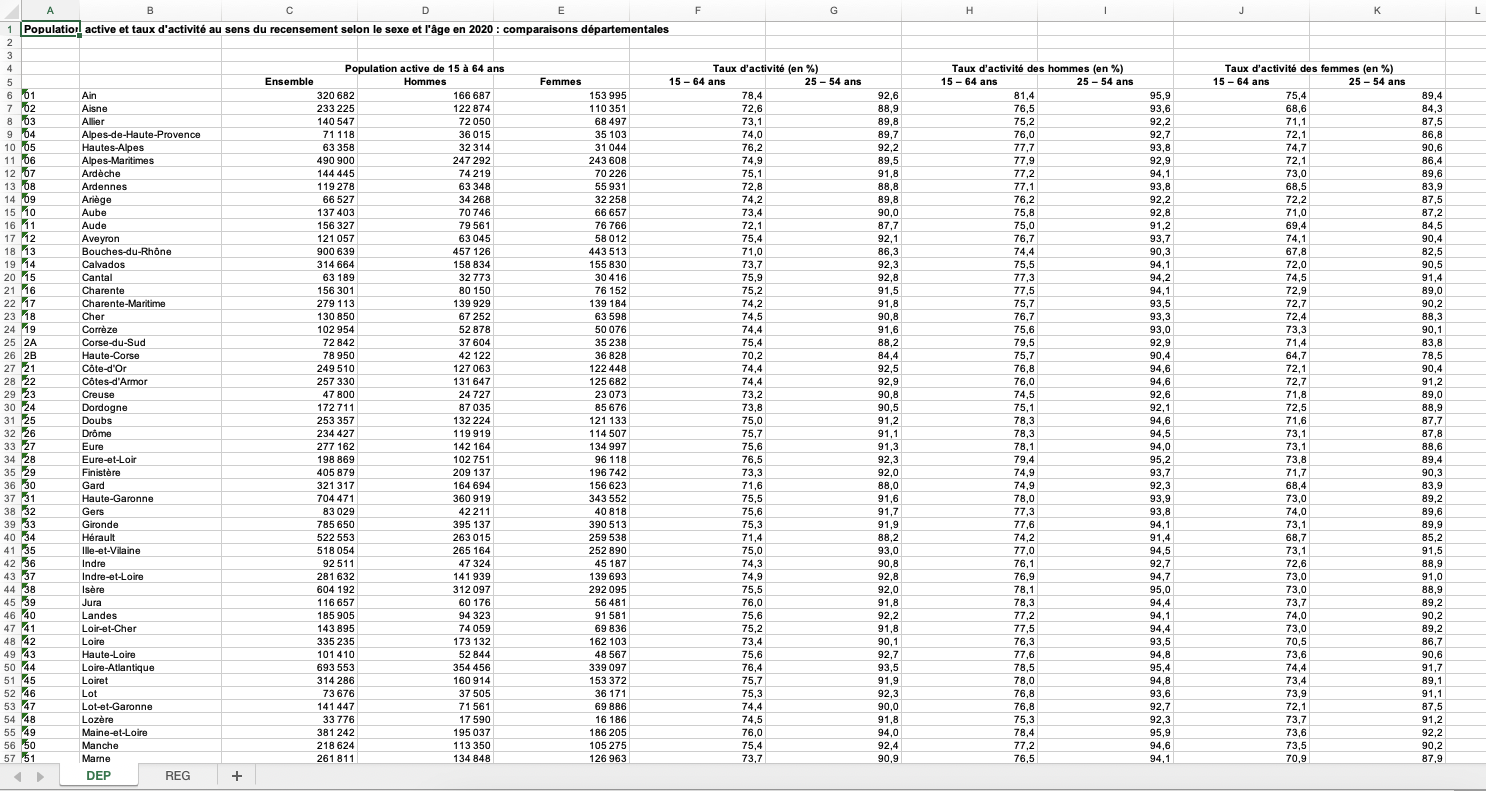 A B C D E F G H I J K L
1 Population active et taux d'activité au sens du recensement selon le sexe et l'âge en 2020 : comparaisons départementales
2
3
4 Population active de 15 à 64 ans Taux d'activité (en %) Taux d'activité des hommes (en %) Taux d'activité des femmes (en %)
5 Ensemble Hommes Femmes 15 – 64 ans 25 – 54 ans 15 – 64 ans 25 – 54 ans 15 – 64 ans 25 – 54 ans
6 01 Ain 320 682 166 687 153 995 78,4 92,6 81,4 95,9 75,4 89,4
7 02 Aisne 233 225 122 874 110 351 72,6 88,9 76,5 93,6 68,6 84,3
8 03 Allier 140 547 72 050 68 497 73,1 89,8 75,2 92,2 71,1 87,5
9 04 Alpes-de-Haute-Provence 71 118 36 015 35 103 74,0 89,7 76,0 92,7 72,1 86,8
10 05 Hautes-Alpes 63 358 32 314 31 044 76,2 92,2 77,7 93,8 74,7 90,6
11 06 Alpes-Maritimes 490 900 247 292 243 608 74,9 89,5 77,9 92,9 72,1 86,4
12 07 Ardèche 144 445 74 219 70 226 75,1 91,8 77,2 94,1 73,0 89,6
13 08 Ardennes 119 278 63 348 55 931 72,8 88,8 77,1 93,8 68,5 83,9
14 09 Ariège 66 527 34 268 32 258 74,2 89,8 76,2 92,2 72,2 87,5
15 10 Aube 137 403 70 746 66 657 73,4 90,0 75,8 92,8 71,0 87,2
16 11 Aude 156 327 79 561 76 766 72,1 87,7 75,0 91,2 69,4 84,5
17 12 Aveyron 121 057 63 045 58 012 75,4 92,1 76,7 93,7 74,1 90,4
18 13 Bouches-du-Rhône 900 639 457 126 443 513 71,0 86,3 74,4 90,3 67,8 82,5
19 14 Calvados 314 664 158 834 155 830 73,7 92,3 75,5 94,1 72,0 90,5
20 15 Cantal 63 189 32 773 30 416 75,9 92,8 77,3 94,2 74,5 91,4
21 16 Charente 156 301 80 150 76 152 75,2 91,5 77,5 94,1 72,9 89,0
22 17 Charente-Maritime 279 113 139 929 139 184 74,2 91,8 75,7 93,5 72,7 90,2
23 18 Cher 130 850 67 252 63 598 74,5 90,8 76,7 93,3 72,4 88,3
24 19 Corrèze 102 954 52 878 50 076 74,4 91,6 75,6 93,0 73,3 90,1
25 2A Corse-du-Sud 72 842 37 604 35 238 75,4 88,2 79,5 92,9 71,4 83,8
26 2B Haute-Corse 78 950 42 122 36 828 70,2 84,4 75,7 90,4 64,7 78,5
27 21 Côte-d'Or 249 510 127 063 122 448 74,4 92,5 76,8 94,6 72,1 90,4
28 22 Côtes-d'Armor 257 330 131 647 125 682 74,4 92,9 76,0 94,6 72,7 91,2
29 23 Creuse 47 800 24 727 23 073 73,2 90,8 74,5 92,6 71,8 89,0
30 24 Dordogne 172 711 87 035 85 676 73,8 90,5 75,1 92,1 72,5 88,9
31 25 Doubs 253 357 132 224 121 133 75,0 91,2 78,3 94,6 71,6 87,7
32 26 Drôme 234 427 119 919 114 507 75,7 91,1 78,3 94,5 73,1 87,8
33 27 Eure 277 162 142 164 134 997 75,6 91,3 78,1 94,0 73,1 88,6
34 28 Eure-et-Loir 198 869 102 751 96 118 76,5 92,3 79,4 95,2 73,8 89,4
35 29 Finistère 405 879 209 137 196 742 73,3 92,0 74,9 93,7 71,7 90,3
36 30 Gard 321 317 164 694 156 623 71,6 88,0 74,9 92,3 68,4 83,9
37 31 Haute-Garonne 704 471 360 919 343 552 75,5 91,6 78,0 93,9 73,0 89,2
38 32 Gers 83 029 42 211 40 818 75,6 91,7 77,3 93,8 74,0 89,6
39 33 Gironde 785 650 395 137 390 513 75,3 91,9 77,6 94,1 73,1 89,9
40 34 Hérault 522 553 263 015 259 538 71,4 88,2 74,2 91,4 68,7 85,2
41 35 Ille-et-Vilaine 518 054 265 164 252 890 75,0 93,0 77,0 94,5 73,1 91,5
42 36 Indre 92 511 47 324 45 187 74,3 90,8 76,1 92,7 72,6 88,9
43 37 Indre-et-Loire 281 632 141 939 139 693 74,9 92,8 76,9 94,7 73,0 91,0
44 38 Isère 604 192 312 097 292 095 75,5 92,0 78,1 95,0 73,0 88,9
45 39 Jura 116 657 60 176 56 481 76,0 91,8 78,3 94,4 73,7 89,2
46 40 Landes 185 905 94 323 91 581 75,6 92,2 77,2 94,1 74,0 90,2
47 41 Loir-et-Cher 143 895 74 059 69 836 75,2 91,8 77,5 94,4 73,0 89,2
48 42 Loire 335 235 173 132 162 103 73,4 90,1 76,3 93,5 70,5 86,7
49 43 Haute-Loire 101 410 52 844 48 567 75,6 92,7 77,6 94,8 73,6 90,6
50 44 Loire-Atlantique 693 553 354 456 339 097 76,4 93,5 78,5 95,4 74,4 91,7
51 45 Loiret 314 286 160 914 153 372 75,7 91,9 78,0 94,8 73,4 89,1
52 46 Lot 73 676 37 505 36 171 75,3 92,3 76,8 93,6 73,9 91,1
53 47 Lot-et-Garonne 141 447 71 561 69 886 74,4 90,0 76,8 92,7 72,1 87,5
54 48 Lozère 33 776 17 590 16 186 74,5 91,8 75,3 92,3 73,7 91,2
55 49 Maine-et-Loire 381 242 195 037 186 205 76,0 94,0 78,4 95,9 73,6 92,2
56 50 Manche 218 624 113 350 105 275 75,4 92,4 77,2 94,6 73,5 90,2
57 51 Marne 261 811 134 848 126 963 73,7 90,9 76,5 94,1 70,9 87,9
DEP REG +